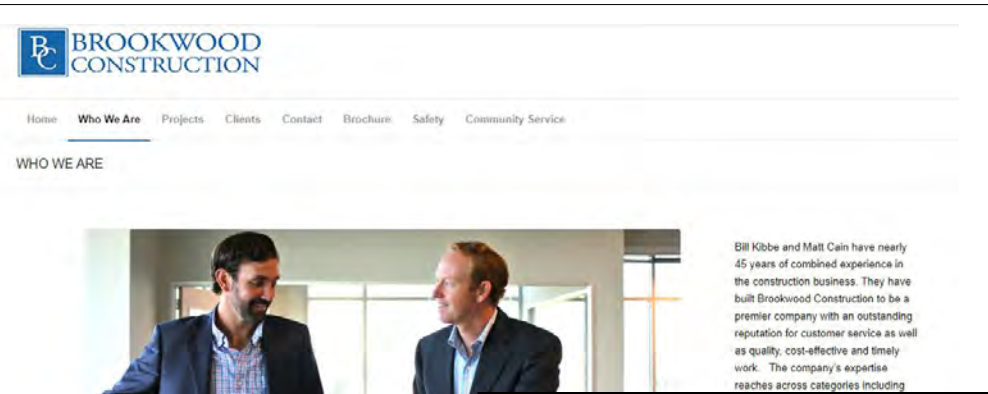 BC BROOKWOOD
CONSTRUCTION
Home Who We Are Projects Clients Contact Brochure Safety Community Service
WHO WE ARE
Bill Kibbe and Matt Cain have nearly
45 years of combined experience in
the construction business. They have
built Brookwood Construction to be a
premier company with an outstanding
reputation for customer service as well
as quality, cost-effective and timely
work. The company's expertise
reaches across categories including